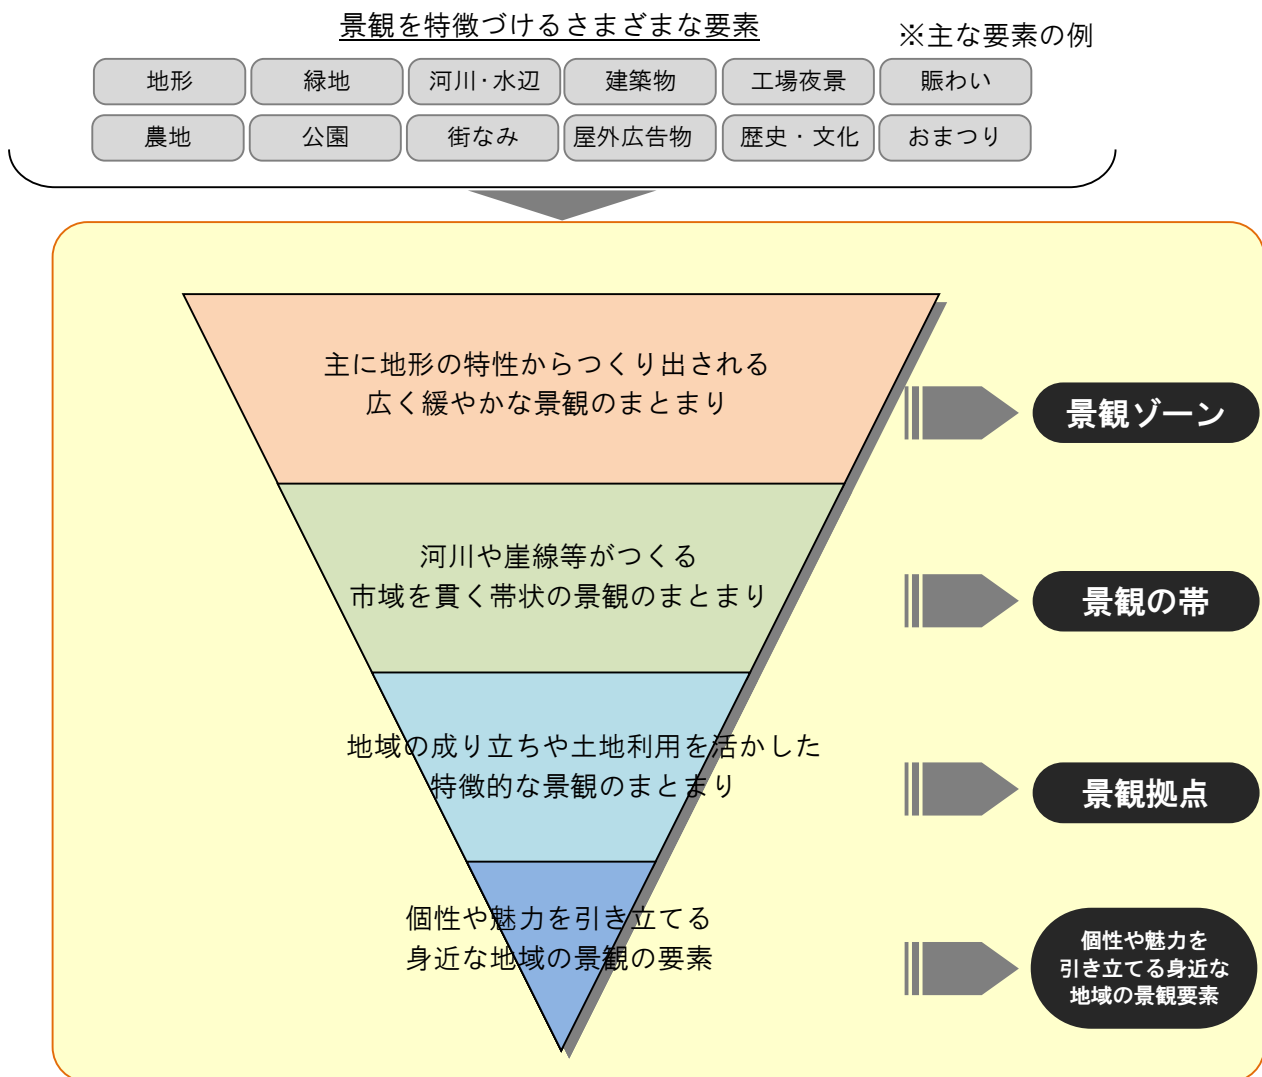 景観を特徴づけるさまざまな要素
※主な要素の例
地形
緑地
河川・水辺
建築物
工場夜景
賑わい
農地
公園
街なみ
屋外広告物
歴史・文化
おまつり
主に地形の特性からつくり出される
広く緩やかな景観のまとまり
景観ゾーン
河川や崖線等がつくる
市域を貫く帯状の景観のまとまり
景観の帯
地域の成り立ちや土地利用を活かした
特徴的な景観のまとまり
景観拠点
個性や魅力を引き立てる
身近な地域の景観の要素
個性や魅力を
引き立てる身近な
地域の景観要素